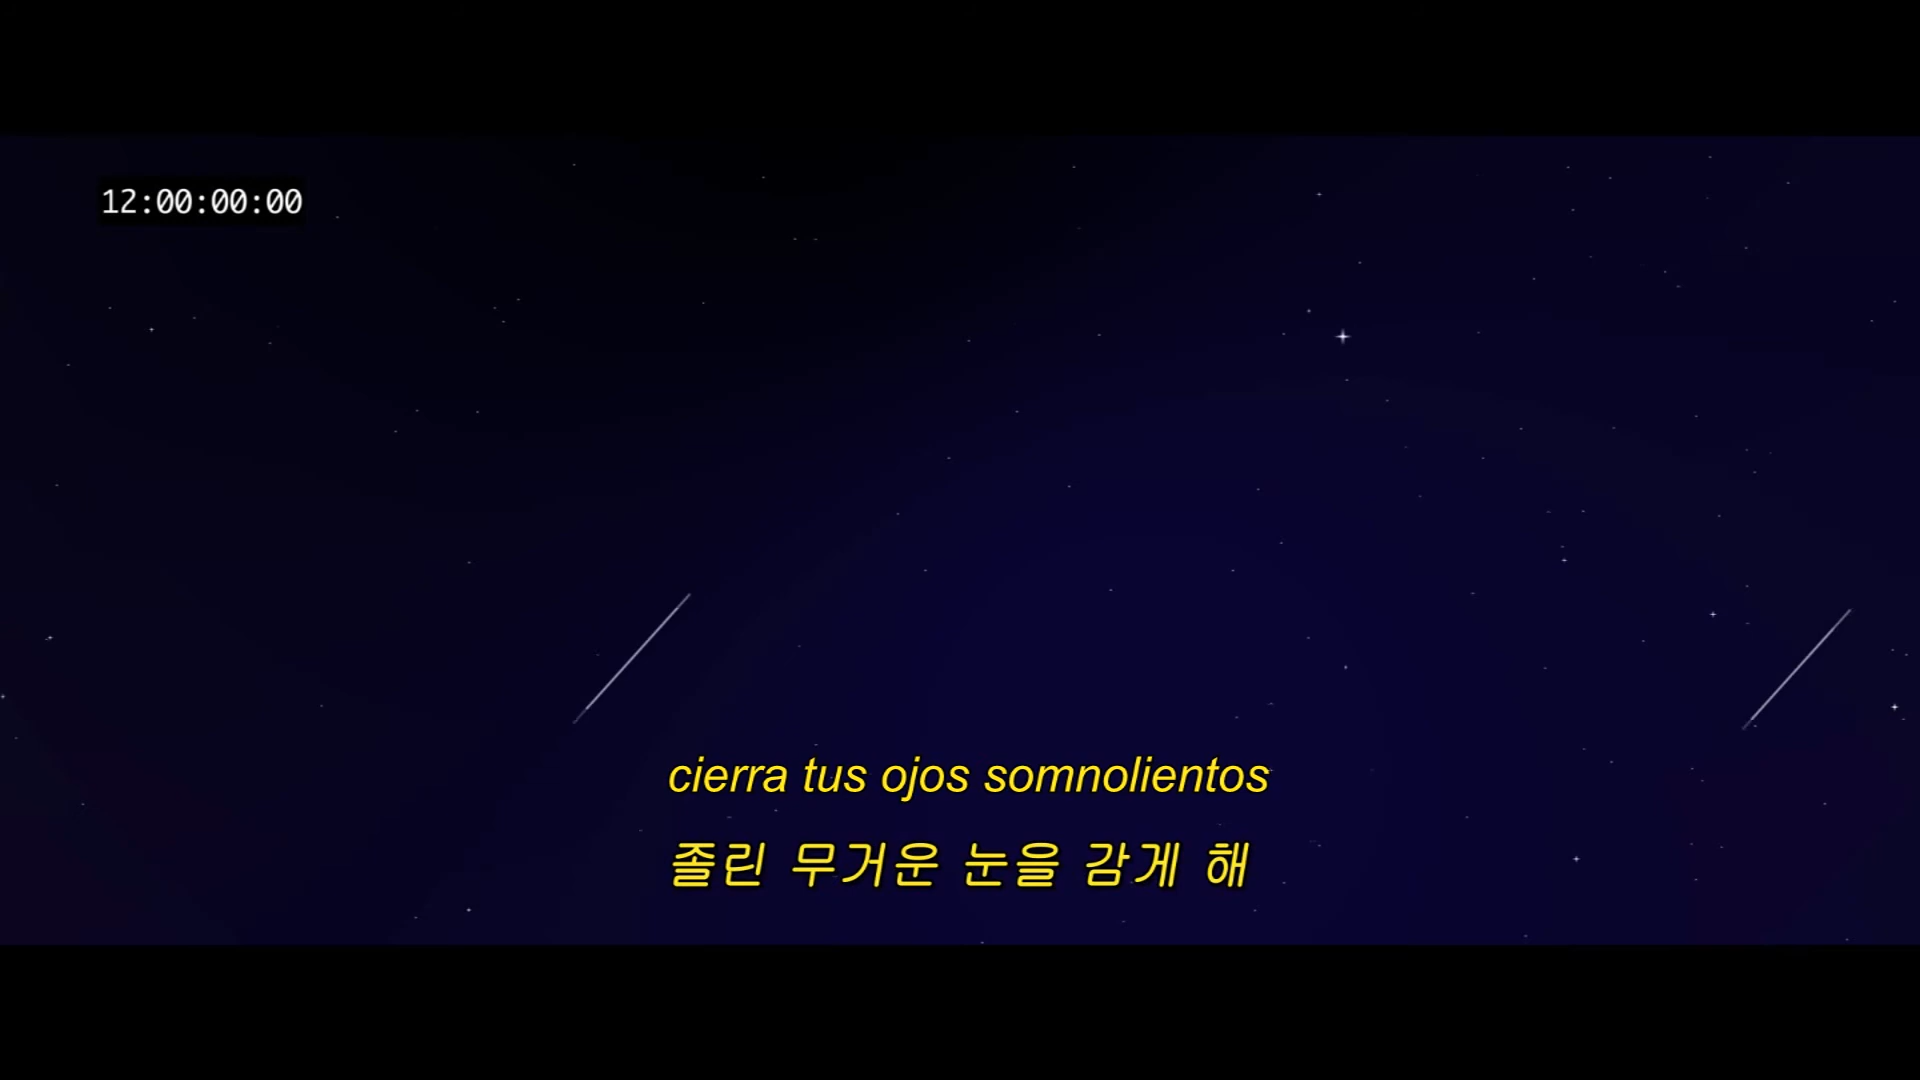 12:00:00:00
cierra tus ojos somnolientos
졸린 무거운 눈을 감게 해